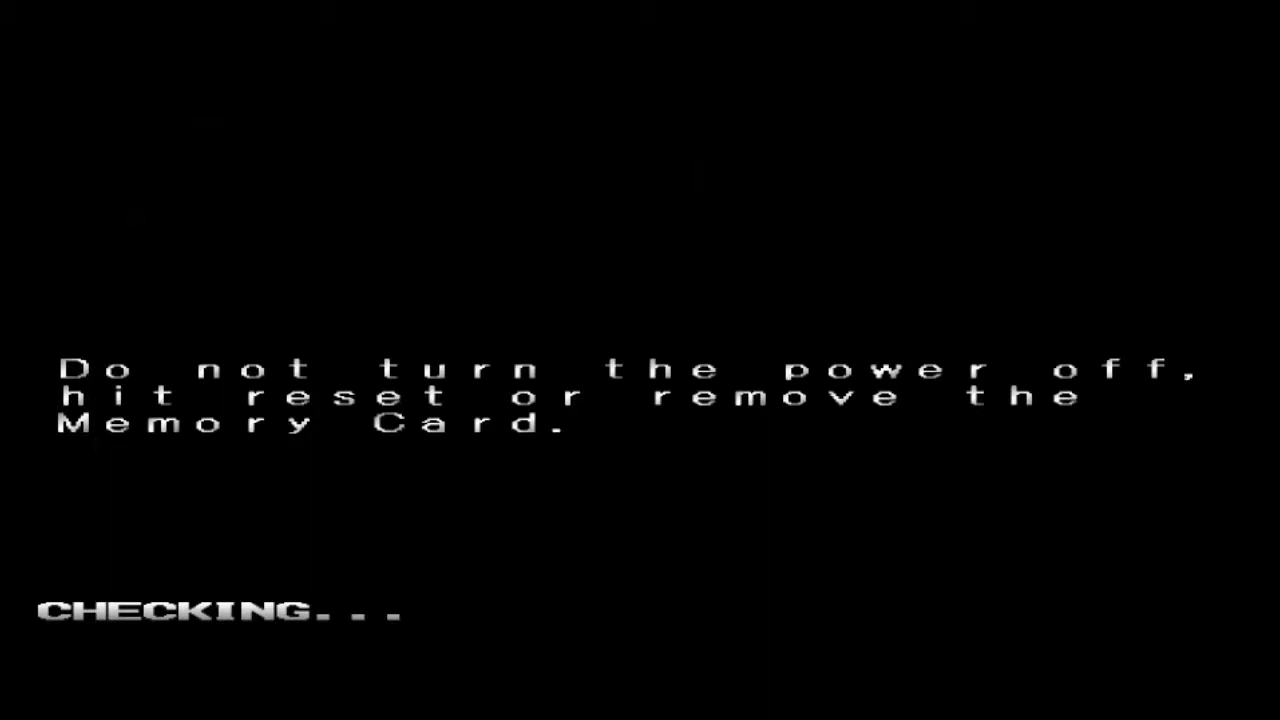 Do not turn the power off,
hit reset or remove the
Memory Card.
CHECKING...